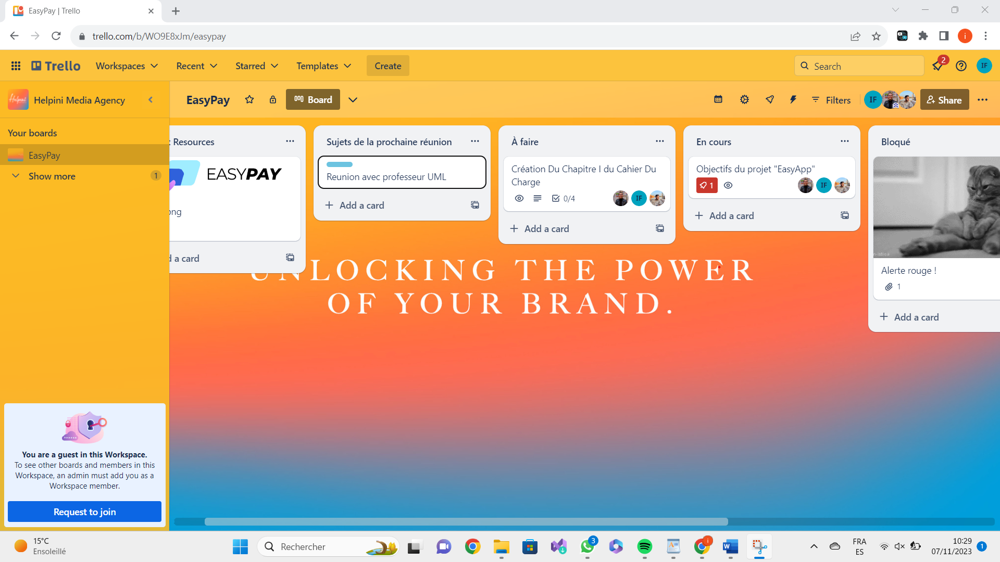 EasyPay | Trello
trello.com/b/WO9E8xJm/easypay
i
Trello
Workspaces
Recent
Starred
Templates
Create
Search
2
IF
Helpini
Helpini Media Agency
EasyPay
Board
Filters
IF
Share
Your boards
EasyPay
Show more
1
Resources
EASYPAY
ong
d a card
Sujets de la prochaine réunion
Reunion avec professeur UML
Add a card
À faire
Création Du Chapitre I du Cahier Du
Charge
0/4
IF
Add a card
En cours
Objectifs du projet "EasyApp"
1
IF
Add a card
Bloqué
Alerte rouge !
1
Add a card
UNLOCKING THE POWER
OF YOUR BRAND.
You are a guest in this Workspace.
To see other boards and members in this
Workspace, an admin must add you as a
Workspace member.
Request to join
15°C
Ensoleillé
Rechercher
3
i
FRA
ES
10:29
07/11/2023
1